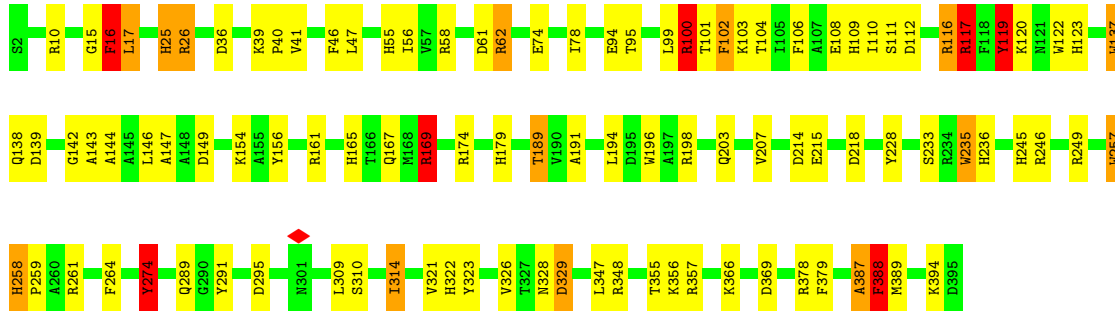 S2 R10 G15 F16 L17 H25 R26 D36 K39 P40 V41 F46 L47 H55 I56 V57 R58 D61 R62 E74 I78 E94 T95 L99 R100 T101 F102 K103 T104 I105 F106 A107 E108 H109 I110 S111 D112 R116 R117 F118 Y119 K120 N121 W122 H123
Q138 D139 G142 A143 A144 A145 L146 A147 A148 D149 K154 A155 Y156 R161 H165 T166 Q167 M168 R169 R174 H179 T189 V190 A191 L194 D195 W196 A197 R198 Q203 V207 D214 E215 D218 Y228 S233 R234 W235 H236 H245 R246 R249
H258 P259 A260 R261 F264 Y274 Q289 G290 Y291 D295 N301 L309 S310 I314 V321 H322 Y323 V326 T327 N328 D329 L347 R348 T355 K356 R357 K366 D369 R378 F379 A387 F388 M389 K394 D395